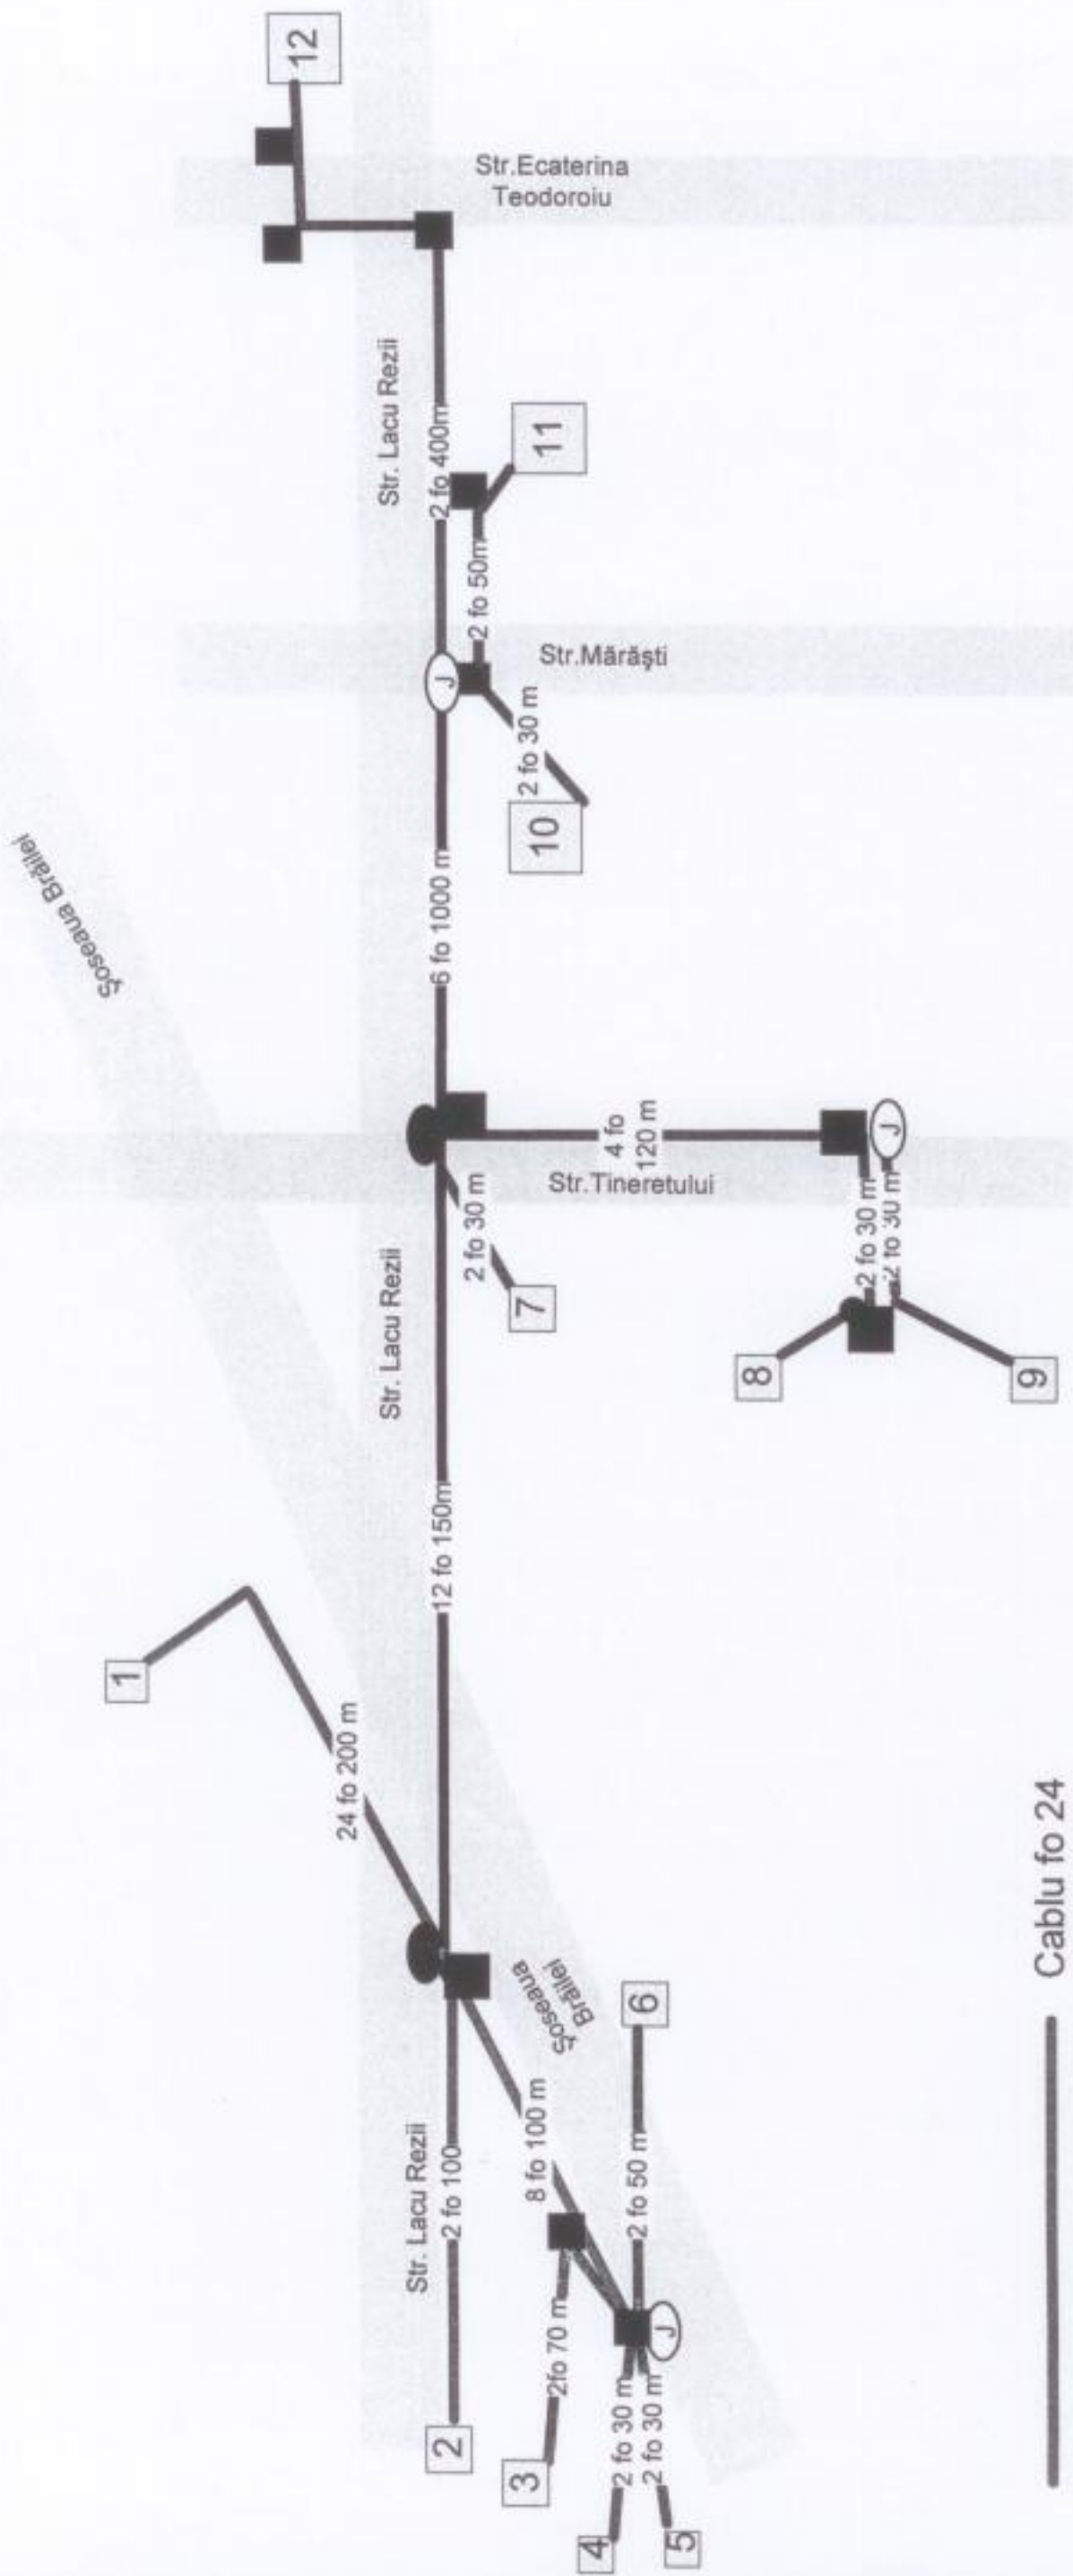 12
Str.Ecaterina
Teodoroiu
Str. Lacu Rezii
2 fo 400m
11
2 fo 50m
Str.Mărăşti
J
2 fo 30 m
10
Şoseaua Brăilei
6 fo 1000 m
4 fo
120 m
Str.Tineretului
J
2 fo 30 m
2 fo 30 m
2 fo 30 m
7
8
9
Str. Lacu Rezii
12 fo 150m
1
24 fo 200 m
Şoseaua
Brăilei
6
Str. Lacu Rezii
2 fo 100
8 fo 100 m
2 fo 50 m
2
2fo 70 m
3
J
2 fo 30 m
2 fo 30 m
4
5
Cablu fo 24